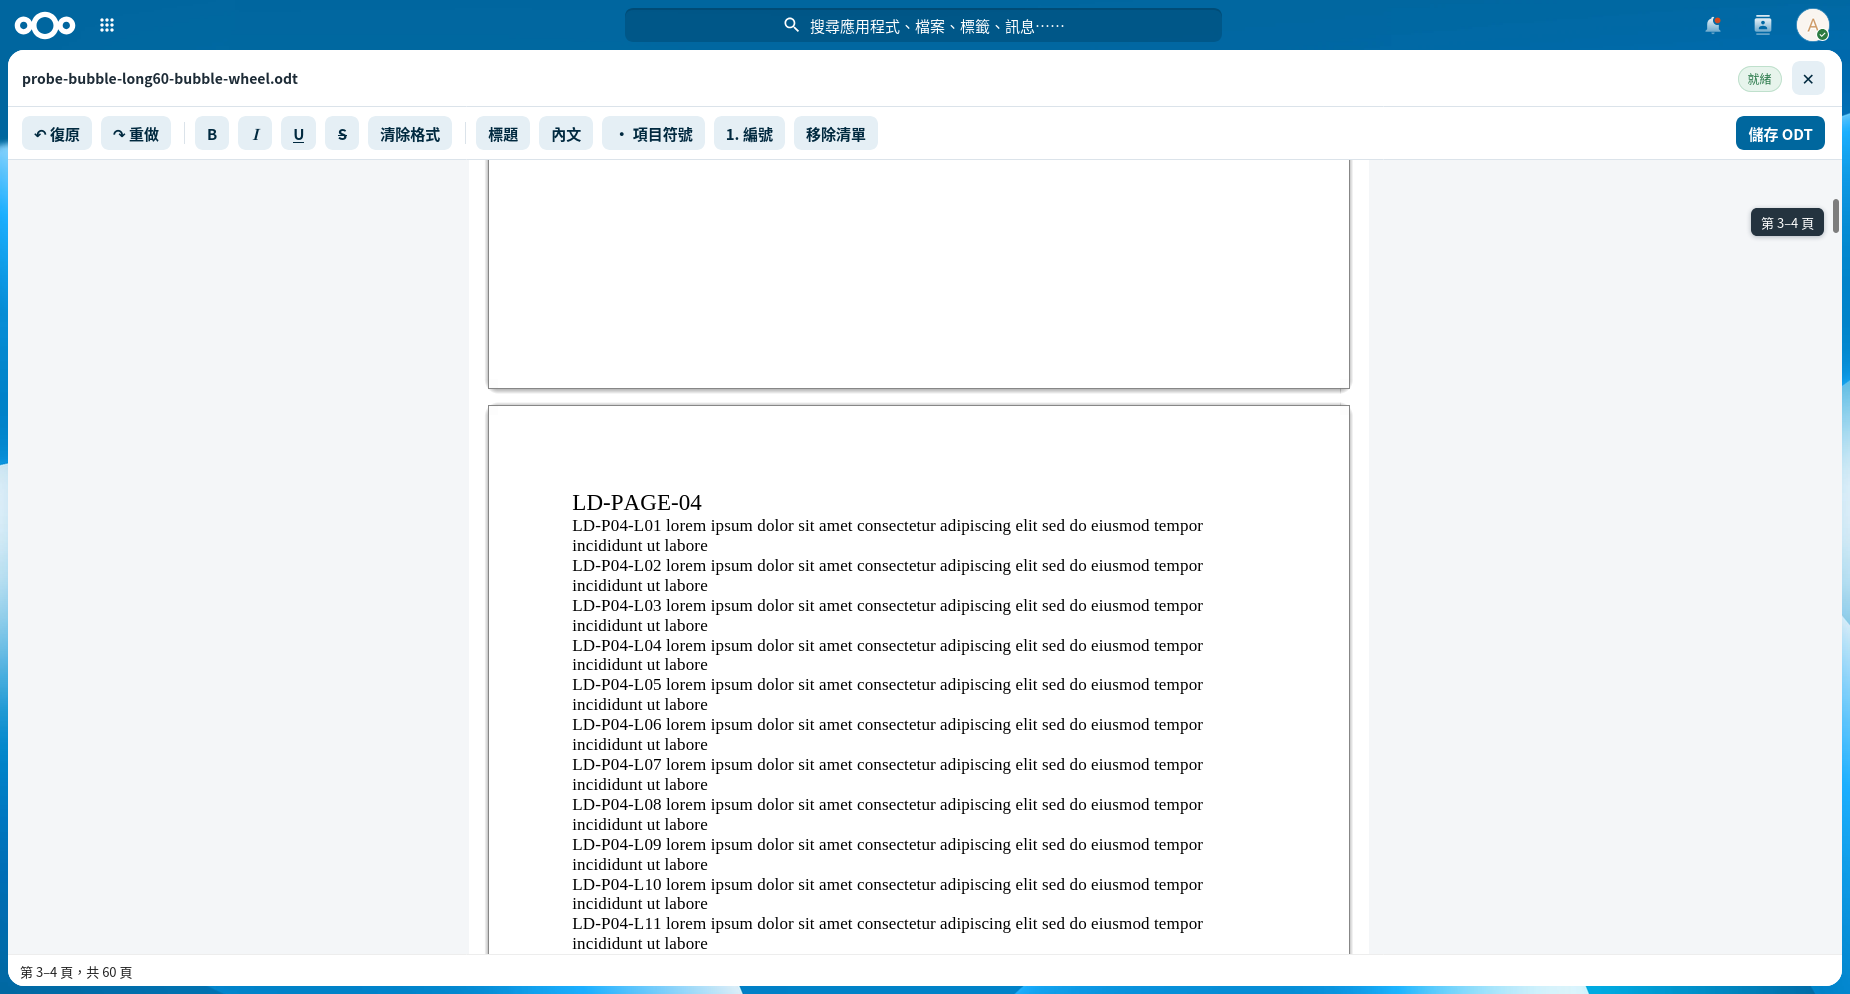 搜尋應用程式、檔案、標籤、訊息……
A
probe-bubble-long60-bubble-wheel.odt
就緒
↶ 復原
↷ 重做
B
I
U
S
清除格式
標題
內文
• 項目符號
1. 編號
移除清單
儲存 ODT
第 3–4 頁
LD-PAGE-04
LD-P04-L01 lorem ipsum dolor sit amet consectetur adipiscing elit sed do eiusmod tempor
incididunt ut labore
LD-P04-L02 lorem ipsum dolor sit amet consectetur adipiscing elit sed do eiusmod tempor
incididunt ut labore
LD-P04-L03 lorem ipsum dolor sit amet consectetur adipiscing elit sed do eiusmod tempor
incididunt ut labore
LD-P04-L04 lorem ipsum dolor sit amet consectetur adipiscing elit sed do eiusmod tempor
incididunt ut labore
LD-P04-L05 lorem ipsum dolor sit amet consectetur adipiscing elit sed do eiusmod tempor
incididunt ut labore
LD-P04-L06 lorem ipsum dolor sit amet consectetur adipiscing elit sed do eiusmod tempor
incididunt ut labore
LD-P04-L07 lorem ipsum dolor sit amet consectetur adipiscing elit sed do eiusmod tempor
incididunt ut labore
LD-P04-L08 lorem ipsum dolor sit amet consectetur adipiscing elit sed do eiusmod tempor
incididunt ut labore
LD-P04-L09 lorem ipsum dolor sit amet consectetur adipiscing elit sed do eiusmod tempor
incididunt ut labore
LD-P04-L10 lorem ipsum dolor sit amet consectetur adipiscing elit sed do eiusmod tempor
incididunt ut labore
LD-P04-L11 lorem ipsum dolor sit amet consectetur adipiscing elit sed do eiusmod tempor
incididunt ut labore
第 3–4 頁，共 60 頁